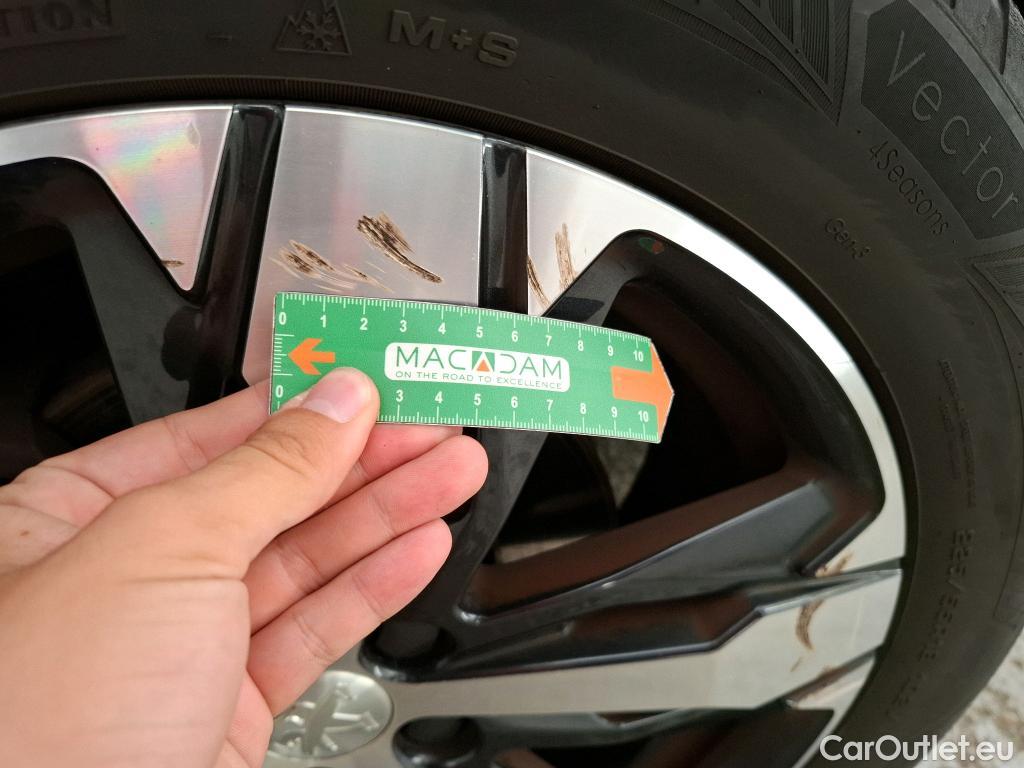 TION
M+S
Vector
4Seasons
Gen-3
0 1 2 3 4 5 6 7 8 9 10
MACADAM
ON THE ROAD TO EXCELLENCE
0 3 4 5 6 7 8 9 10
CarOutlet.eu